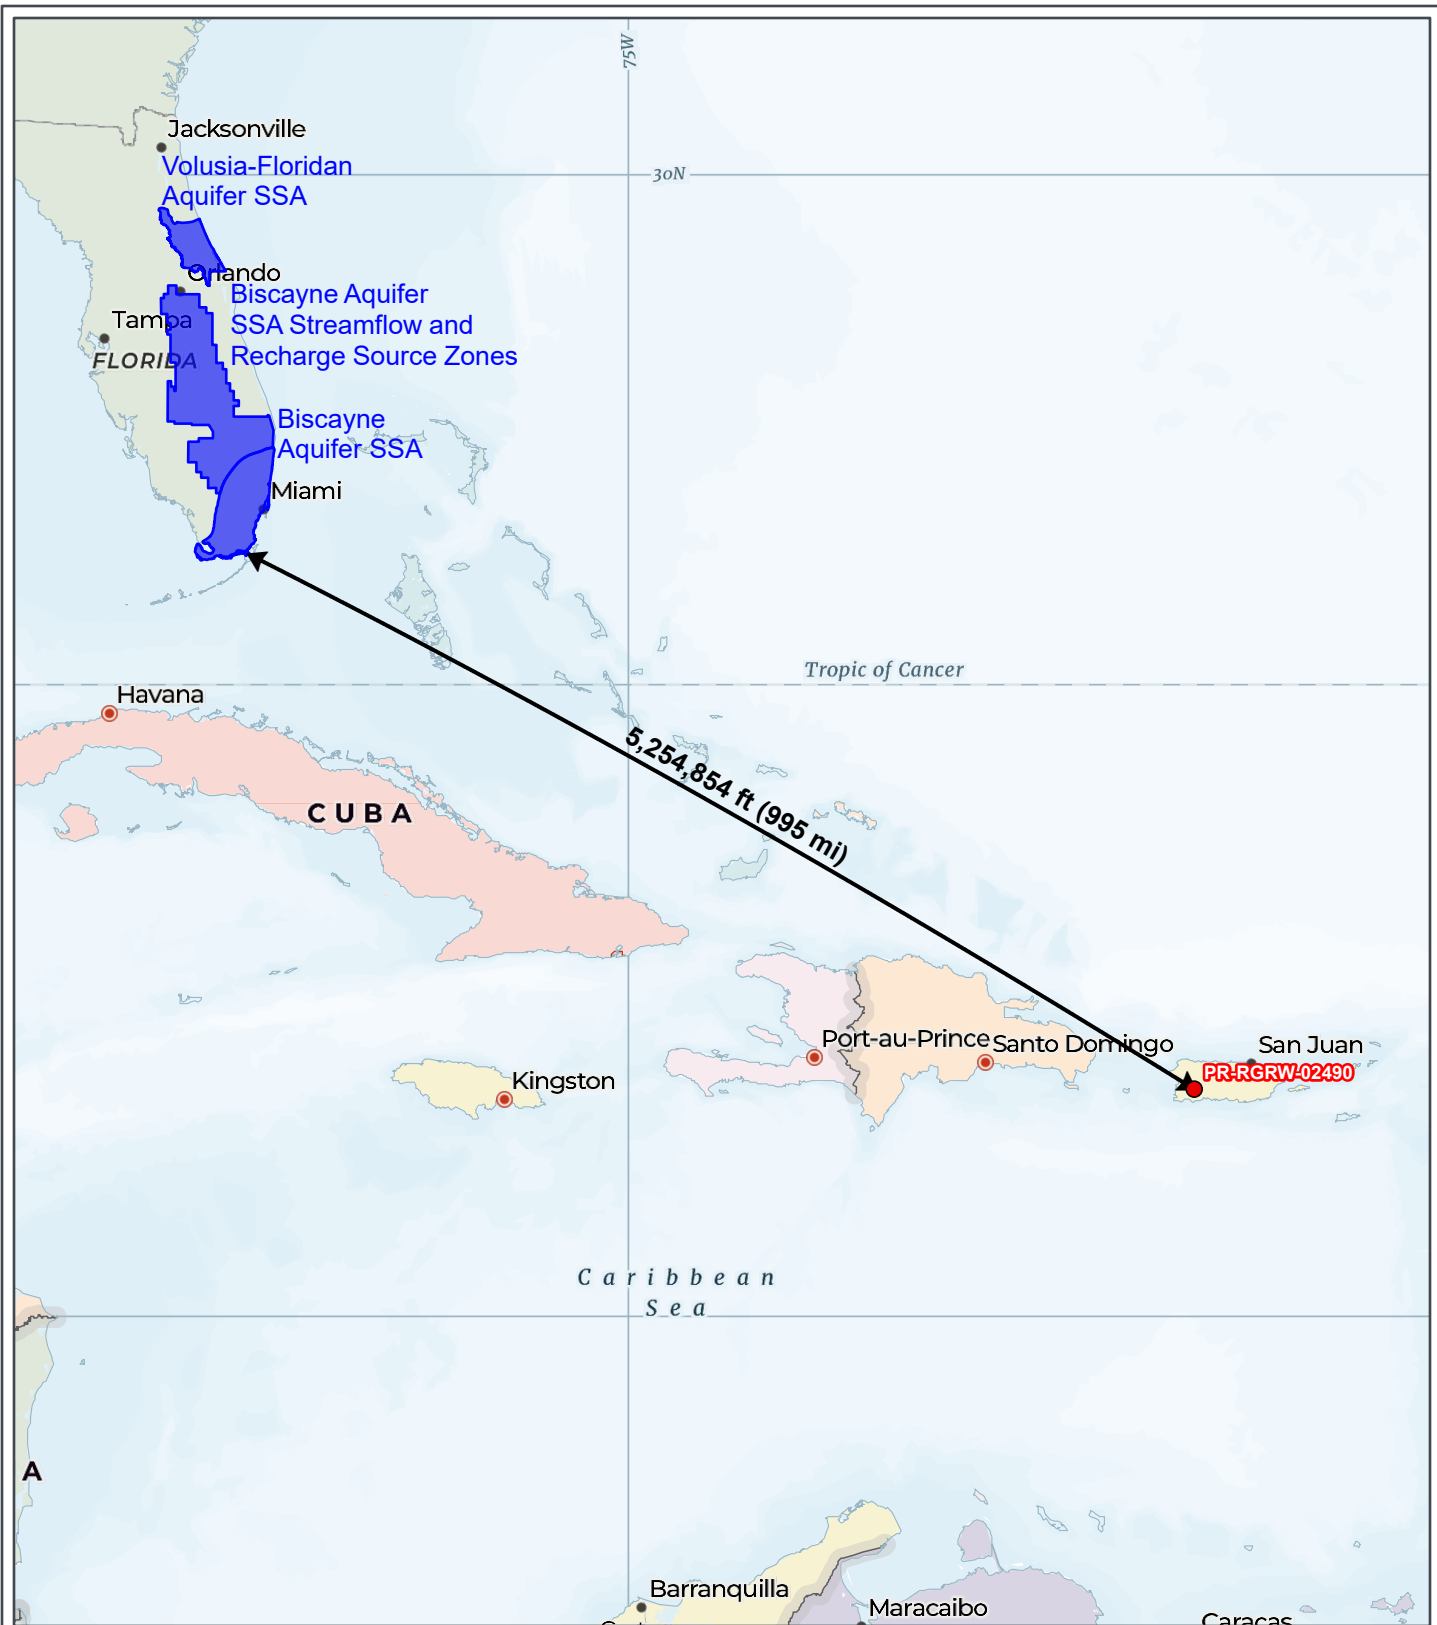 75W
Jacksonville
Volusia-Floridan
Aquifer SSA
30N
Orlando
Biscayne Aquifer
SSA Streamflow and
Recharge Source Zones
Tampa
FLORIDA
Biscayne
Aquifer SSA
Miami
Tropic of Cancer
Havana
5,254,854 ft (995 mi)
CUBA
Port-au-Prince
Santo Domingo
San Juan
PR-RGRW-02490
Kingston
Caribbean
Sea
A
Barranquilla
Maracaibo
Caracas